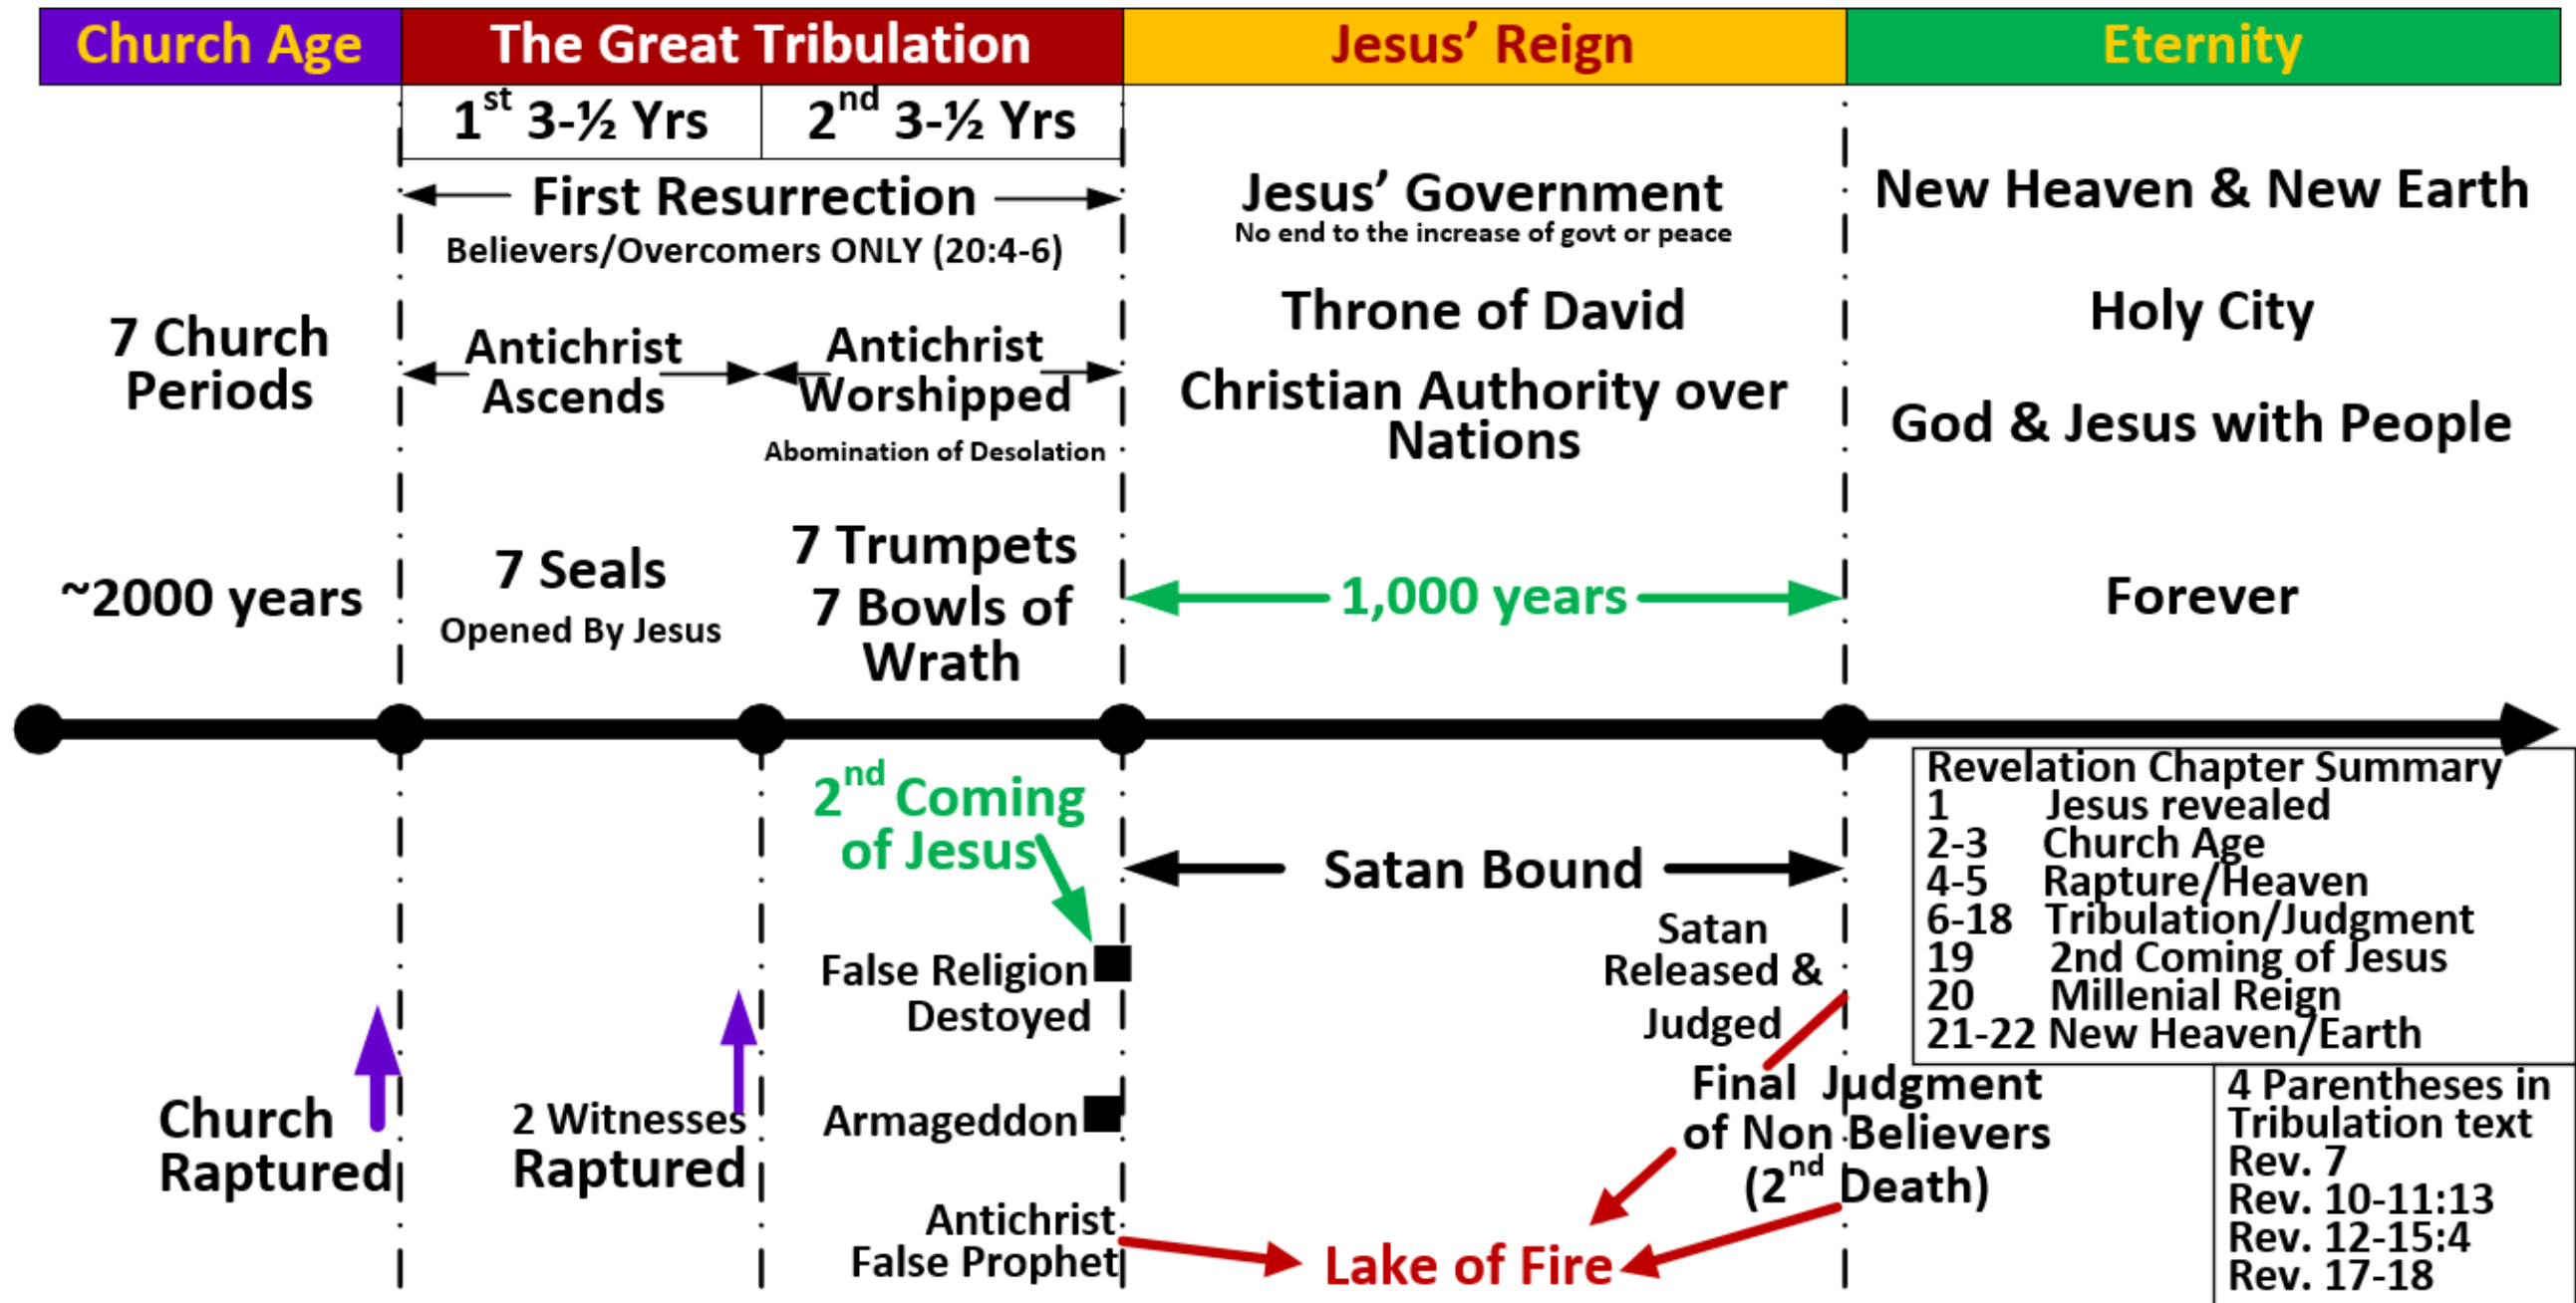 Church Age
The Great Tribulation
Jesus’ Reign
Eternity
1st 3-½ Yrs
2nd 3-½ Yrs
First Resurrection
Believers/Overcomers ONLY (20:4-6)
7 Church
Periods
Antichrist
Ascends
Antichrist
Worshipped
Abomination of Desolation
~2000 years
7 Seals
Opened By Jesus
7 Trumpets
7 Bowls of
Wrath
Jesus’ Government
No end to the increase of govt or peace
Throne of David
Christian Authority over
Nations
1,000 years
New Heaven & New Earth
Holy City
God & Jesus with People
Forever
Church
Raptured
2 Witnesses
Raptured
2nd Coming
of Jesus
False Religion
Destoyed
Armageddon
Antichrist
False Prophet
Satan Bound
Satan
Released &
Judged
Final Judgment
of Non Believers
(2nd Death)
Lake of Fire
Revelation Chapter Summary
1 Jesus revealed
2-3 Church Age
4-5 Rapture/Heaven
6-18 Tribulation/Judgment
19 2nd Coming of Jesus
20 Millenial Reign
21-22 New Heaven/Earth
4 Parentheses in
Tribulation text
Rev. 7
Rev. 10-11:13
Rev. 12-15:4
Rev. 17-18